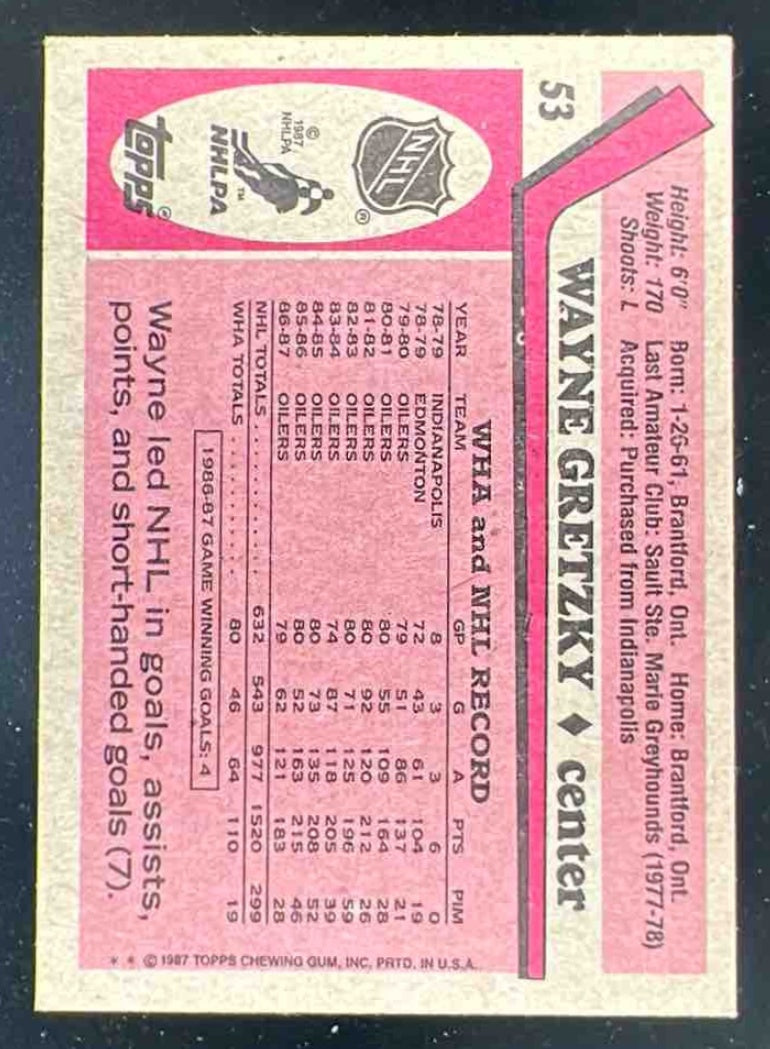 53
Height: 6'0" Born: 1-26-61, Brantford, Ont. Home: Brantford, Ont.
Weight: 170 Last Amateur Club: Sault Ste. Marie Greyhounds (1977-78)
Shoots: L Acquired: Purchased from Indianapolis
WAYNE GRETZKY ♦ center
NHL ®
© 1987 NHLPA
NHLPA™
TOPPS®
WHA and NHL RECORD
YEAR TEAM GP G A PTS PIM
78-79 INDIANAPOLIS 8 3 3 6 0
78-79 EDMONTON 72 43 61 104 19
79-80 OILERS 79 51 86 137 21
80-81 OILERS 80 55 109 164 28
81-82 OILERS 80 92 120 212 26
82-83 OILERS 80 71 125 196 59
83-84 OILERS 74 87 118 205 39
84-85 OILERS 80 73 135 208 52
85-86 OILERS 80 52 163 215 46
86-87 OILERS 79 62 121 183 28
NHL TOTALS . . . . . . . . . . . 632 543 977 1520 299
WHA TOTALS . . . . . . . . . . 80 46 64 110 19
1986-87 GAME WINNING GOALS: 4
Wayne led NHL in goals, assists,
points, and short-handed goals (7).
* * © 1987 TOPPS CHEWING GUM, INC. PRTD. IN U.S.A.